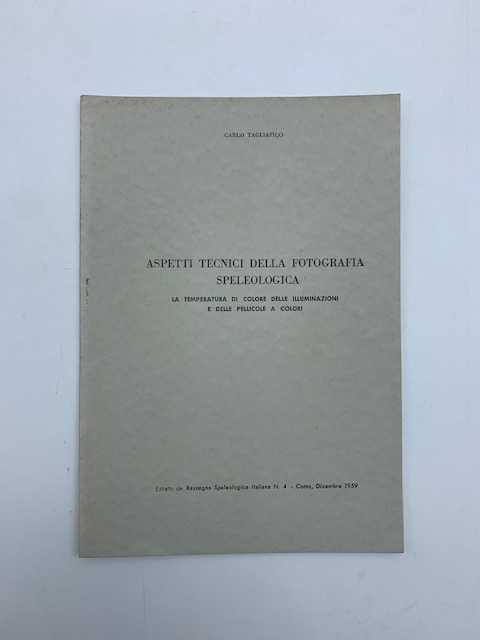 CARLO TAGLIAFICO
ASPETTI TECNICI DELLA FOTOGRAFIA
SPELEOLOGICA
LA TEMPERATURA DI COLORE DELLE ILLUMINAZIONI
E DELLE PELLICOLE A COLORI
Estratto da Rassegna Speleologica Italiana N. 4 - Como, Dicembre 1959